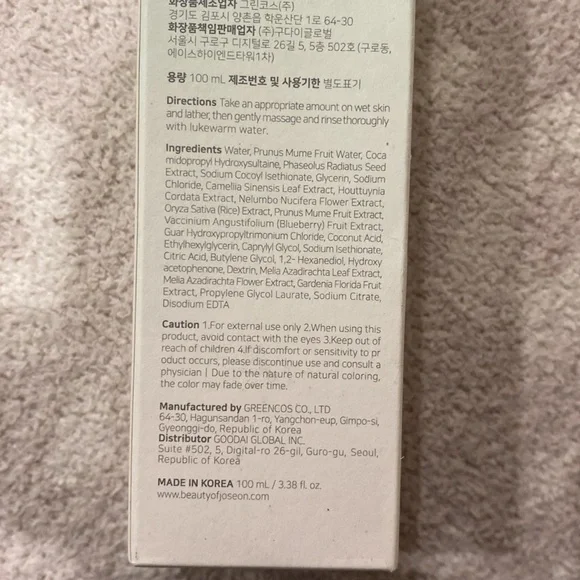 화장품제조업자 그린코스(주)
경기도 김포시 양촌읍 학운산단 1로 64-30
화장품책임판매업자 (주)구다이글로벌
서울시 구로구 디지털로 26길 5, 5층 502호 (구로동,
에이스하이엔드타워1차)
용량 100 mL 제조번호 및 사용기한 별도표기
Directions Take an appropriate amount on wet skin
and lather, then gently massage and rinse thoroughly
with lukewarm water.
Ingredients Water, Prunus Mume Fruit Water, Coca
midopropyl Hydroxysultaine, Phaseolus Radiatus Seed
Extract, Sodium Cocoyl Isethionate, Glycerin, Sodium
Chloride, Camellia Sinensis Leaf Extract, Houttuynia
Cordata Extract, Nelumbo Nucifera Flower Extract,
Oryza Sativa (Rice) Extract, Prunus Mume Fruit Extract,
Vaccinium Angustifolium (Blueberry) Fruit Extract,
Guar Hydroxypropyltrimonium Chloride, Coconut Acid,
Ethylhexylglycerin, Caprylyl Glycol, Sodium Isethionate,
Citric Acid, Butylene Glycol, 1,2- Hexanediol, Hydroxy
acetophenone, Dextrin, Melia Azadirachta Leaf Extract,
Melia Azadirachta Flower Extract, Gardenia Florida Fruit
Extract, Propylene Glycol Laurate, Sodium Citrate,
Disodium EDTA
Caution 1.For external use only 2.When using this
product, avoid contact with the eyes 3.Keep out of
reach of children 4.If discomfort or sensitivity to pr
oduct occurs, please discontinue use and consult a
physician | Due to the nature of natural coloring,
the color may fade over time.
Manufactured by GREENCOS CO., LTD
64-30, Hagunsandan 1-ro, Yangchon-eup, Gimpo-si,
Gyeonggi-do, Republic of Korea
Distributor GOODAI GLOBAL INC.
Suite #502, 5, Digital-ro 26-gil, Guro-gu, Seoul,
Republic of Korea
MADE IN KOREA 100 mL / 3.38 fl. oz.
www.beautyofjoseon.com